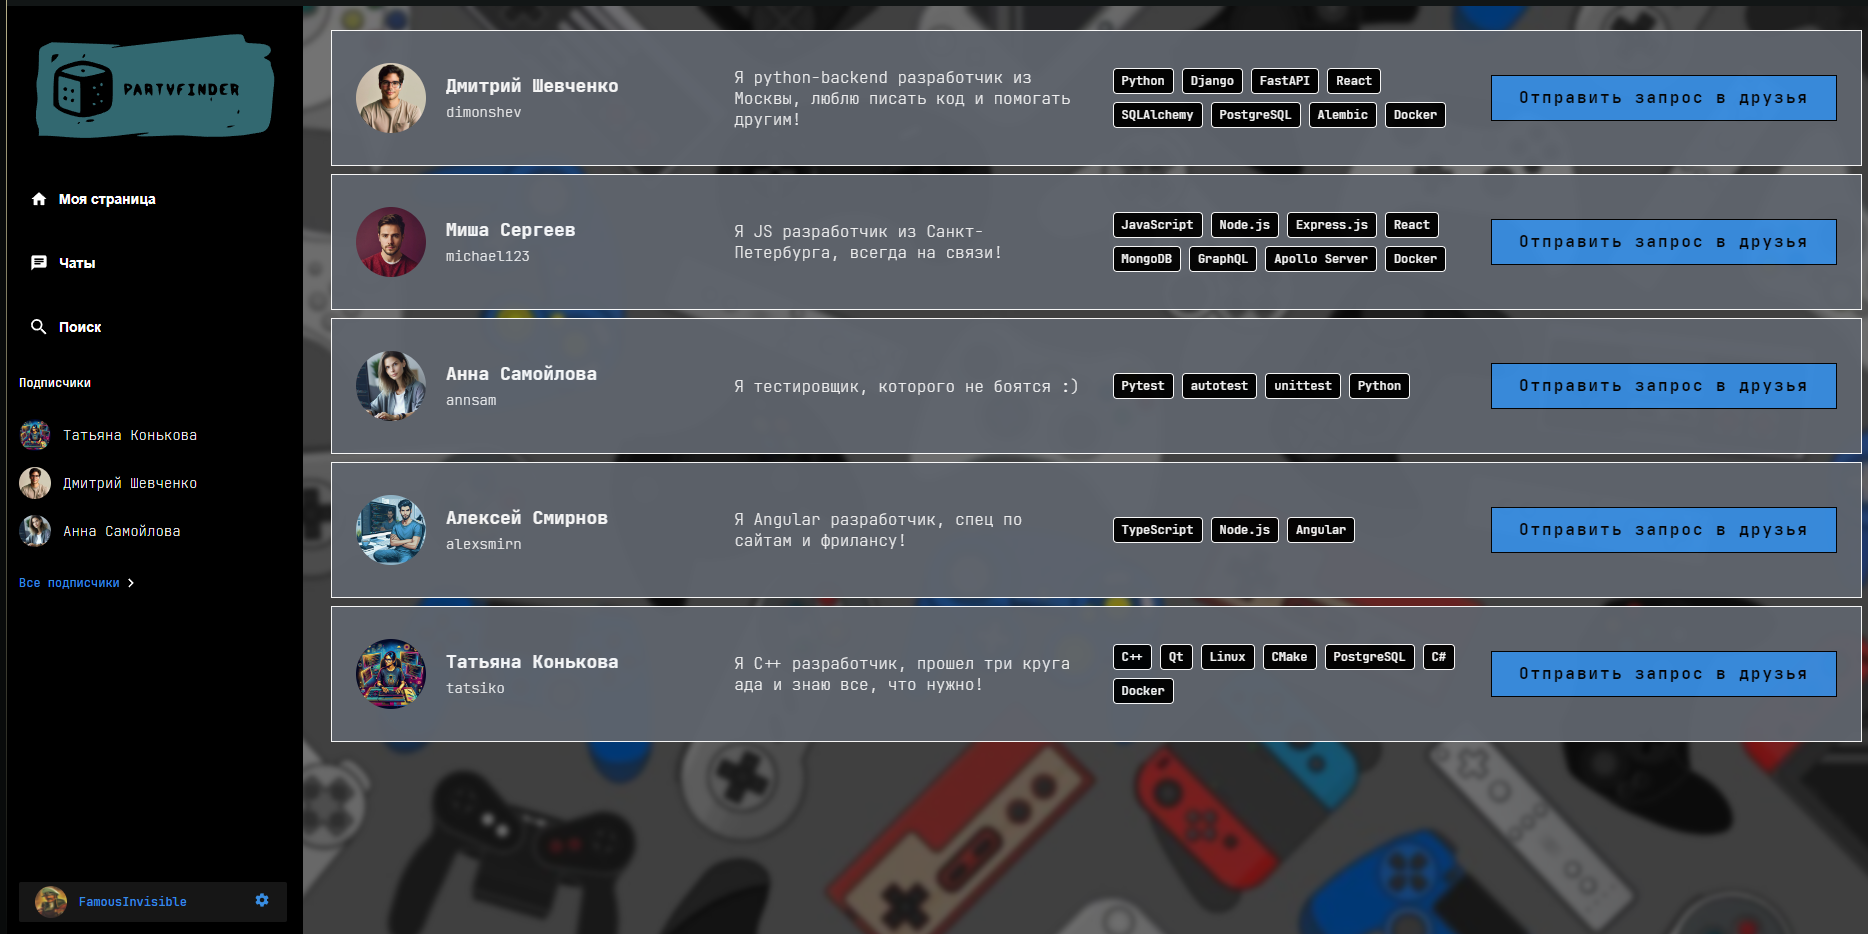 PARTYFINDER
Моя страница
Чаты
Поиск
Подписчики
Татьяна Конькова
Дмитрий Шевченко
Анна Самойлова
Все подписчики
FamousInvisible
Дмитрий Шевченко
dimonshev
Я python-backend разработчик из
Москвы, люблю писать код и помогать
другим!
Python Django FastAPI React
SQLAlchemy PostgreSQL Alembic Docker
Отправить запрос в друзья
Миша Сергеев
michael123
Я JS разработчик из Санкт-
Петербурга, всегда на связи!
JavaScript Node.js Express.js React
MongoDB GraphQL Apollo Server Docker
Отправить запрос в друзья
Анна Самойлова
annsam
Я тестировщик, которого не боятся :)
Pytest autotest unittest Python
Отправить запрос в друзья
Алексей Смирнов
alexsmirn
Я Angular разработчик, спец по
сайтам и фрилансу!
TypeScript Node.js Angular
Отправить запрос в друзья
Татьяна Конькова
tatsiko
Я C++ разработчик, прошел три круга
ада и знаю все, что нужно!
C++ Qt Linux CMake PostgreSQL C#
Docker
Отправить запрос в друзья